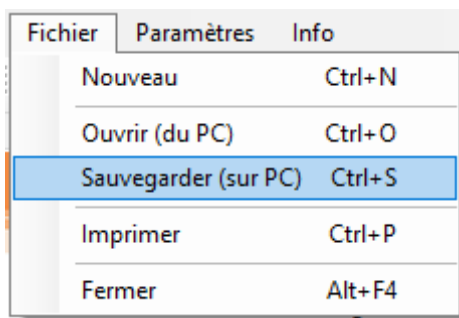 Fichier Paramètres Info
Nouveau Ctrl+N
Ouvrir (du PC) Ctrl+O
Sauvegarder (sur PC) Ctrl+S
Imprimer Ctrl+P
Fermer Alt+F4